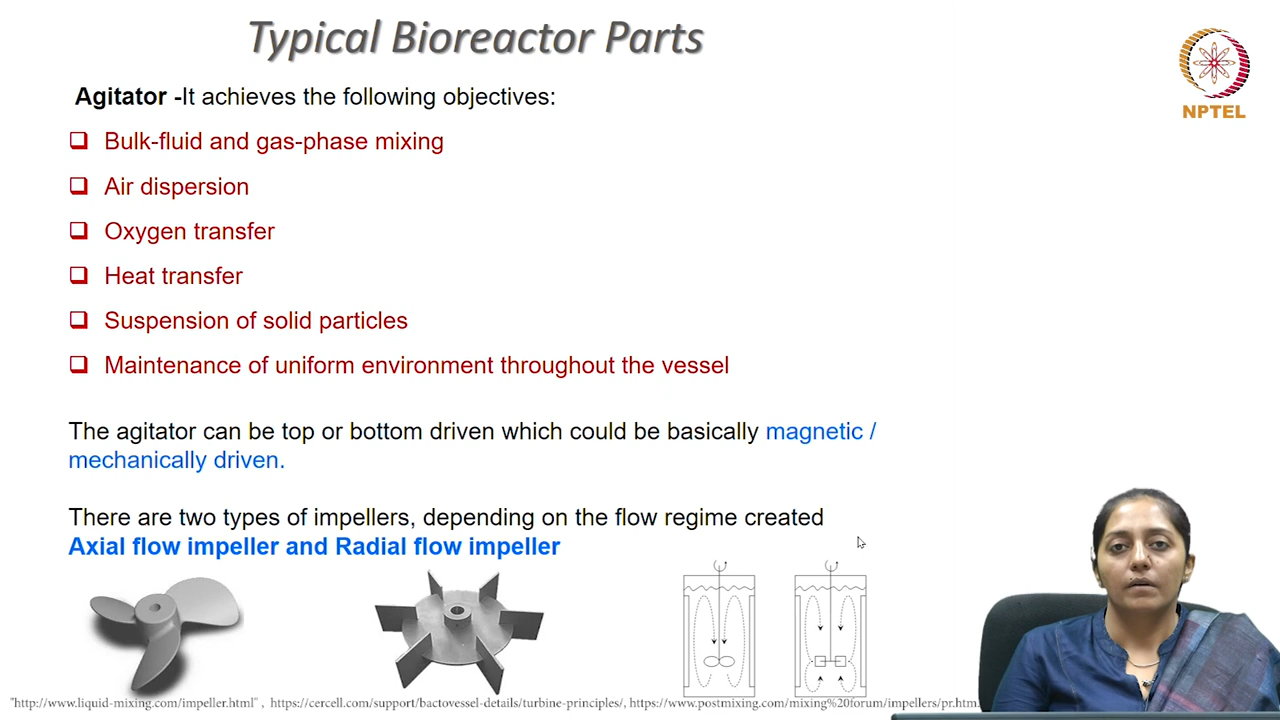 Typical Bioreactor Parts
NPTEL
Agitator -It achieves the following objectives:
Bulk-fluid and gas-phase mixing
Air dispersion
Oxygen transfer
Heat transfer
Suspension of solid particles
Maintenance of uniform environment throughout the vessel
The agitator can be top or bottom driven which could be basically magnetic /
mechanically driven.
There are two types of impellers, depending on the flow regime created
Axial flow impeller and Radial flow impeller
"http://www.liquid-mixing.com/impeller.html" , https://cercell.com/support/bactovessel-details/turbine-principles/, https://www.postmixing.com/mixing%20forum/impellers/pr.htm.